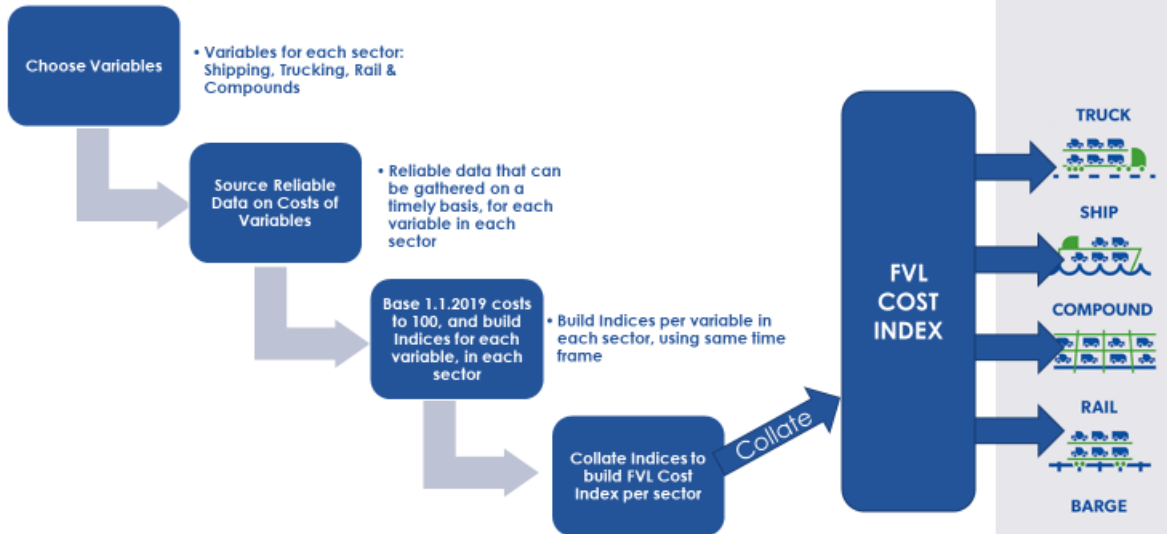 Choose Variables
• Variables for each sector:
Shipping, Trucking, Rail &
Compounds
Source Reliable
Data on Costs of
Variables
• Reliable data that can
be gathered on a
timely basis, for each
variable in each
sector
Base 1.1.2019 costs
to 100, and build
Indices for each
variable, in each
sector
• Build Indices per variable in
each sector, using same time
frame
Collate Indices to
build FVL Cost
Index per sector
Collate
FVL
COST
INDEX
TRUCK
SHIP
COMPOUND
RAIL
BARGE